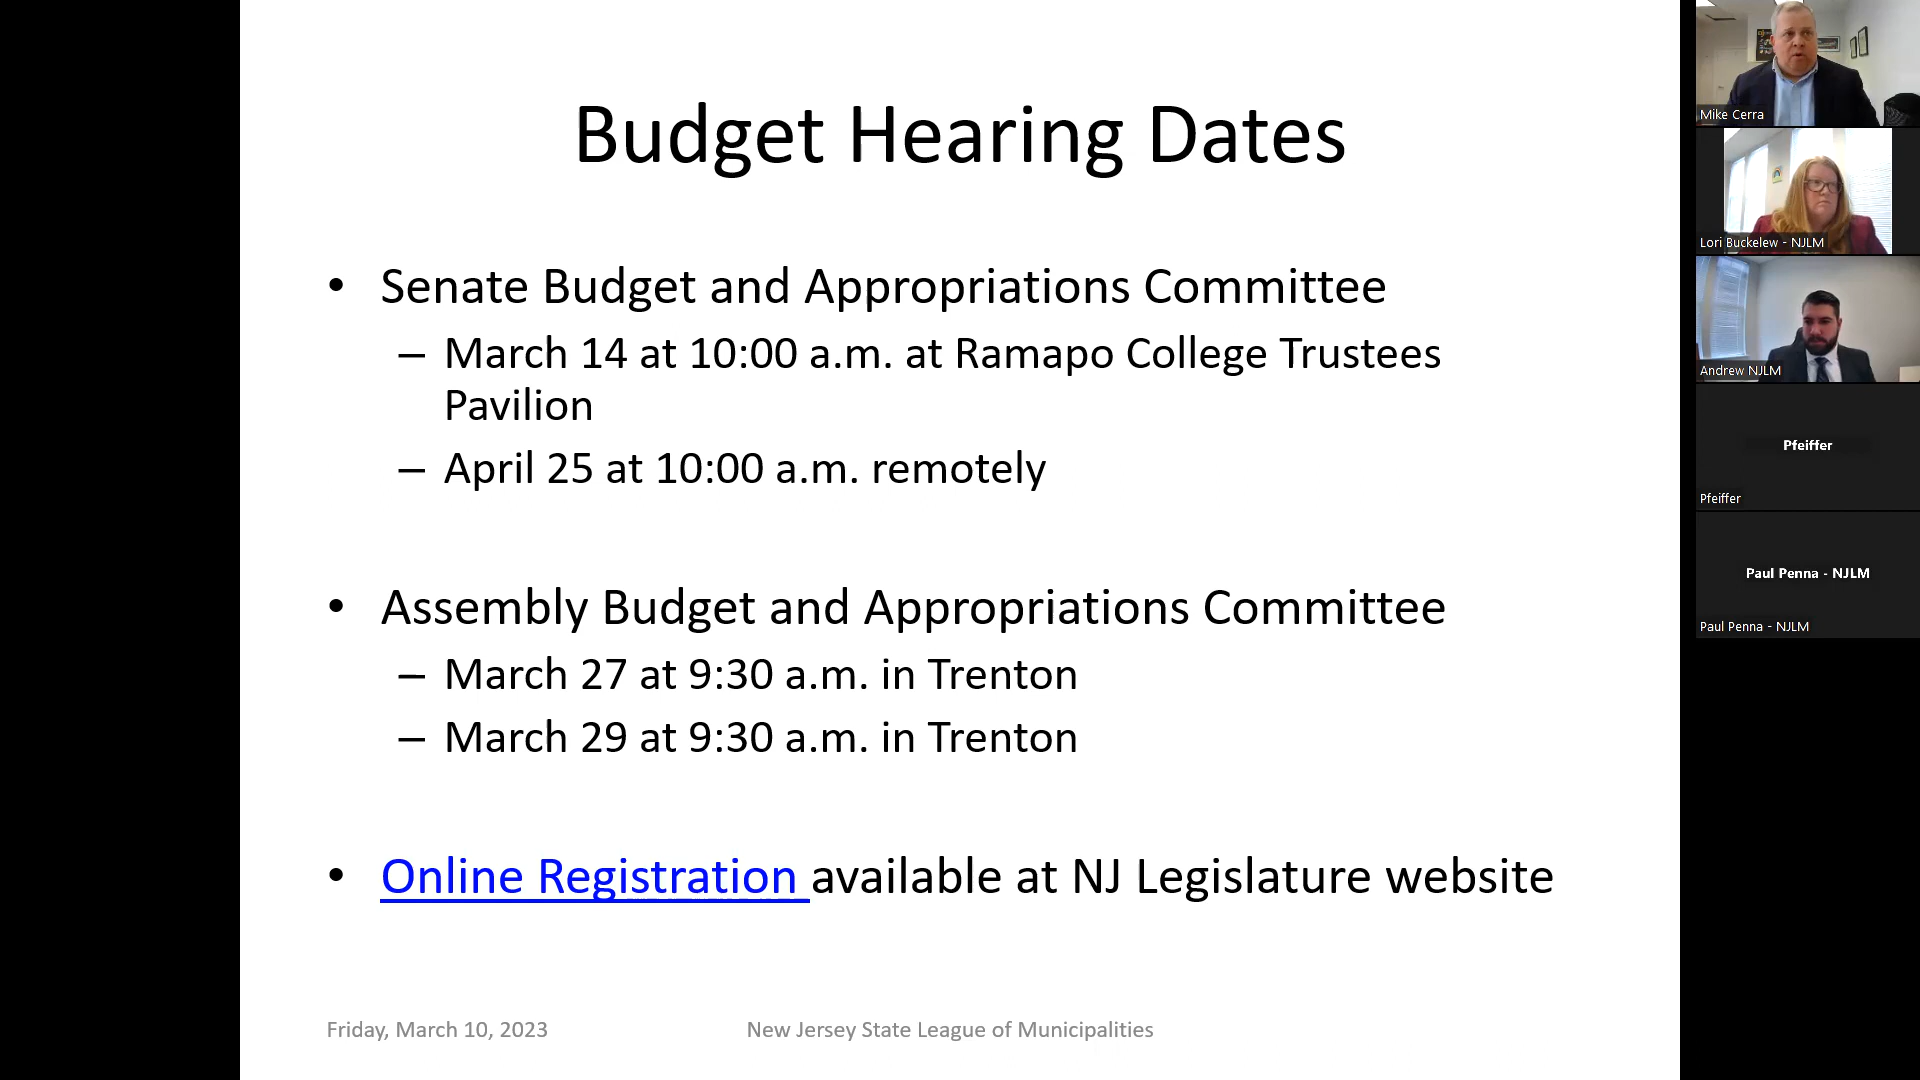 Budget Hearing Dates
• Senate Budget and Appropriations Committee
– March 14 at 10:00 a.m. at Ramapo College Trustees
Pavilion
– April 25 at 10:00 a.m. remotely
• Assembly Budget and Appropriations Committee
– March 27 at 9:30 a.m. in Trenton
– March 29 at 9:30 a.m. in Trenton
• Online Registration available at NJ Legislature website
Friday, March 10, 2023
New Jersey State League of Municipalities
Mike Cerra
Lori Buckelew - NJLM
Andrew NJLM
Pfeiffer
Pfeiffer
Paul Penna - NJLM
Paul Penna - NJLM